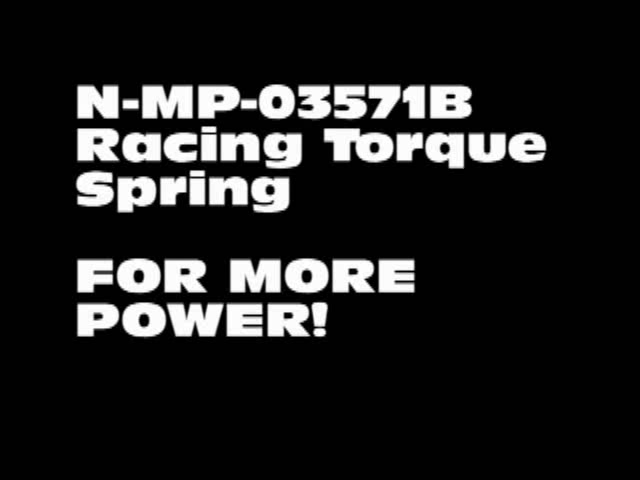 N-MP-03571B
Racing Torque
Spring
FOR MORE
POWER!